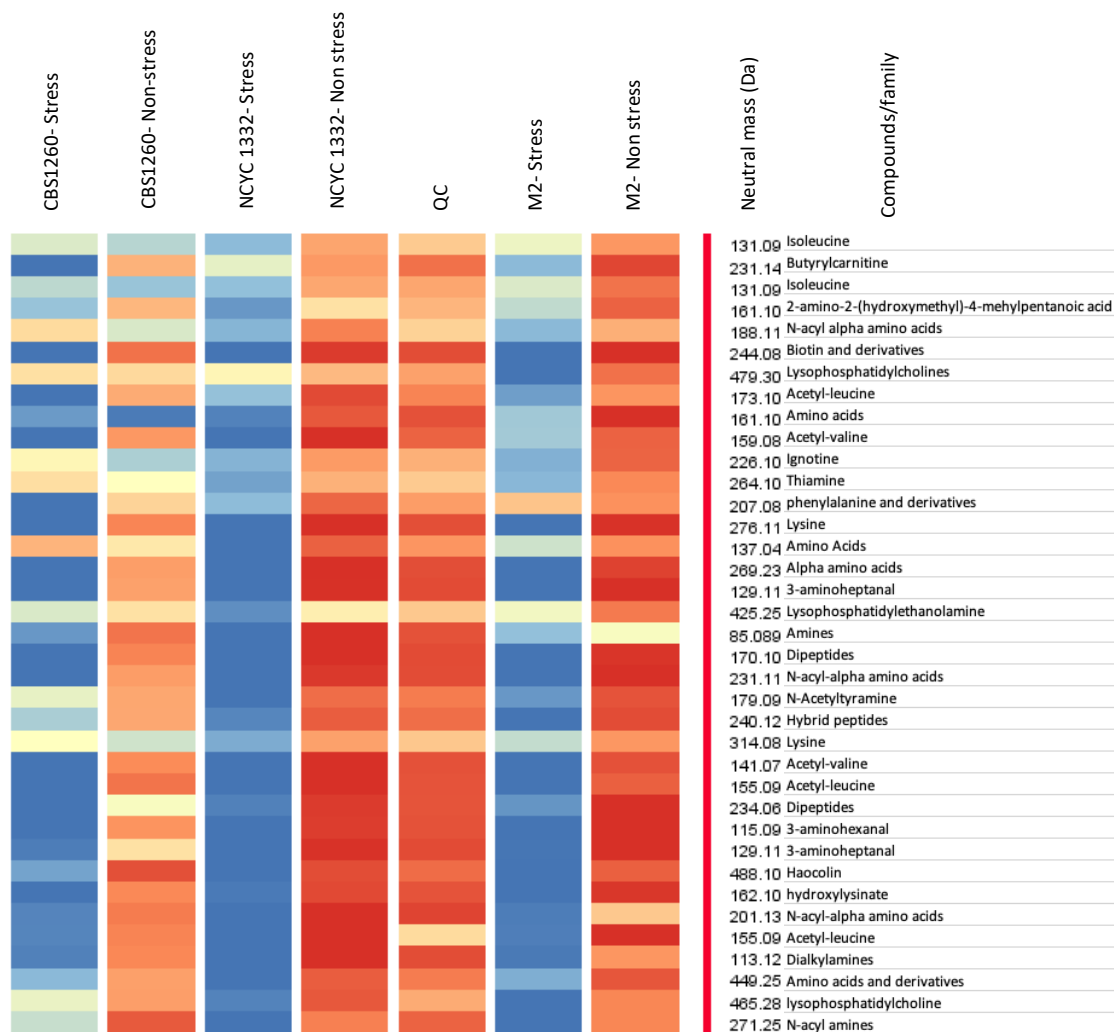 CBS1260- Stress
CBS1260- Non-stress
NCYC 1332- Stress
NCYC 1332- Non stress
QC
M2- Stress
M2- Non stress
Neutral mass (Da)
Compounds/family
131.09 Isoleucine
231.14 Butyrylcarnitine
131.09 Isoleucine
161.10 2-amino-2-(hydroxymethyl)-4-mehylpentanoic acid
188.11 N-acyl alpha amino acids
244.08 Biotin and derivatives
479.30 Lysophosphatidylcholines
173.10 Acetyl-leucine
161.10 Amino acids
159.08 Acetyl-valine
226.10 Ignotine
264.10 Thiamine
207.08 phenylalanine and derivatives
276.11 Lysine
137.04 Amino Acids
269.23 Alpha amino acids
129.11 3-aminoheptanal
425.25 Lysophosphatidylethanolamine
85.089 Amines
170.10 Dipeptides
231.11 N-acyl-alpha amino acids
179.09 N-Acetyltyramine
240.12 Hybrid peptides
314.08 Lysine
141.07 Acetyl-valine
155.09 Acetyl-leucine
234.06 Dipeptides
115.09 3-aminohexanal
129.11 3-aminoheptanal
488.10 Haocolin
162.10 hydroxylysinate
201.13 N-acyl-alpha amino acids
155.09 Acetyl-leucine
113.12 Dialkylamines
449.25 Amino acids and derivatives
465.28 lysophosphatidylcholine
271.25 N-acyl amines